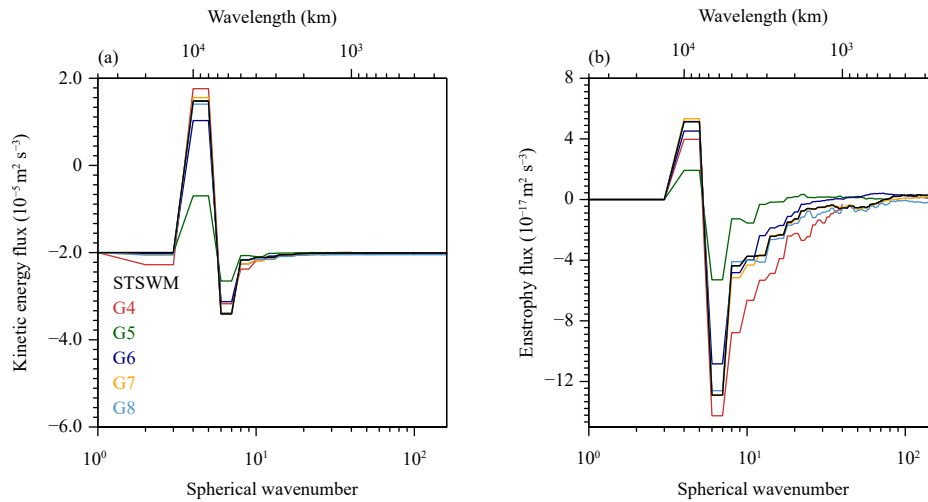 Wavelength (km)
10⁴ 10³
(a)
2.0
0
−2.0
−4.0
−6.0
Kinetic energy flux (10⁻⁵ m² s⁻³)
STSWM
G4
G5
G6
G7
G8
10⁰ 10¹ 10²
Spherical wavenumber
Wavelength (km)
10⁴ 10³
(b)
8
4
0
−4
−8
−12
Enstrophy flux (10⁻¹⁷ m² s⁻³)
10⁰ 10¹ 10²
Spherical wavenumber